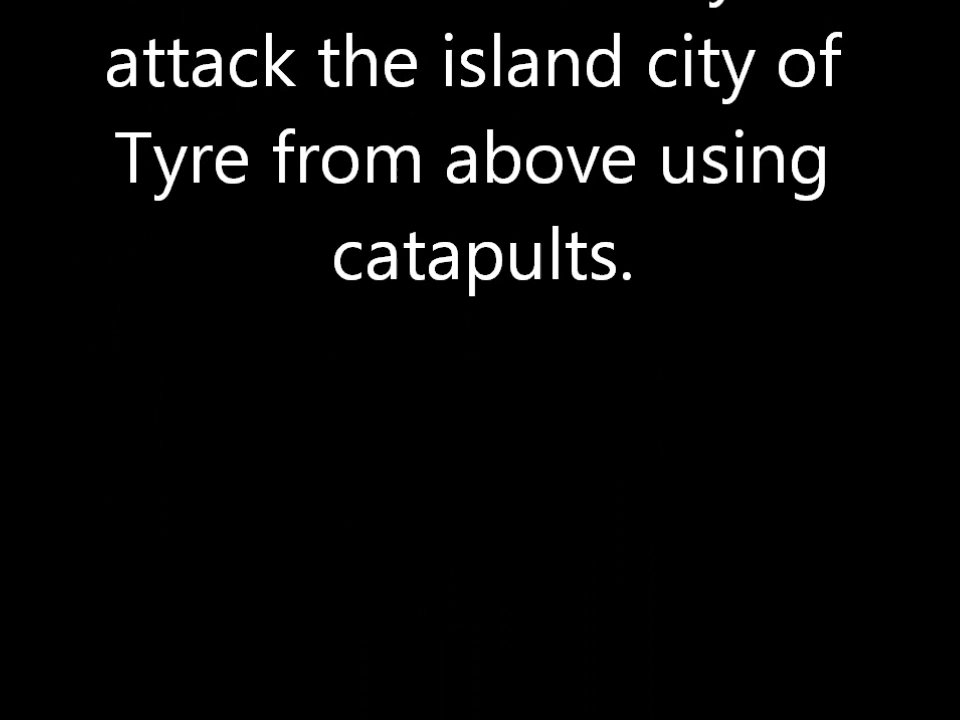 attack the island city of
Tyre from above using
catapults.